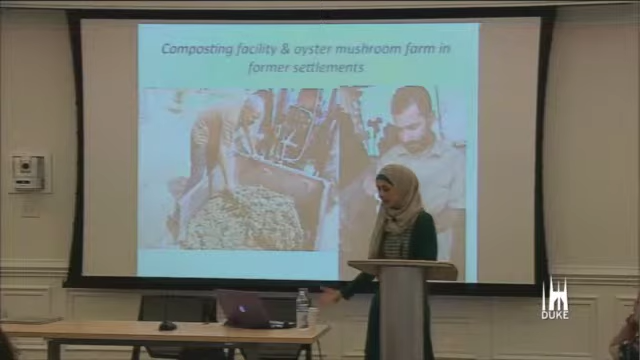 Composting facility & oyster mushroom farm in
former settlements
DUKE